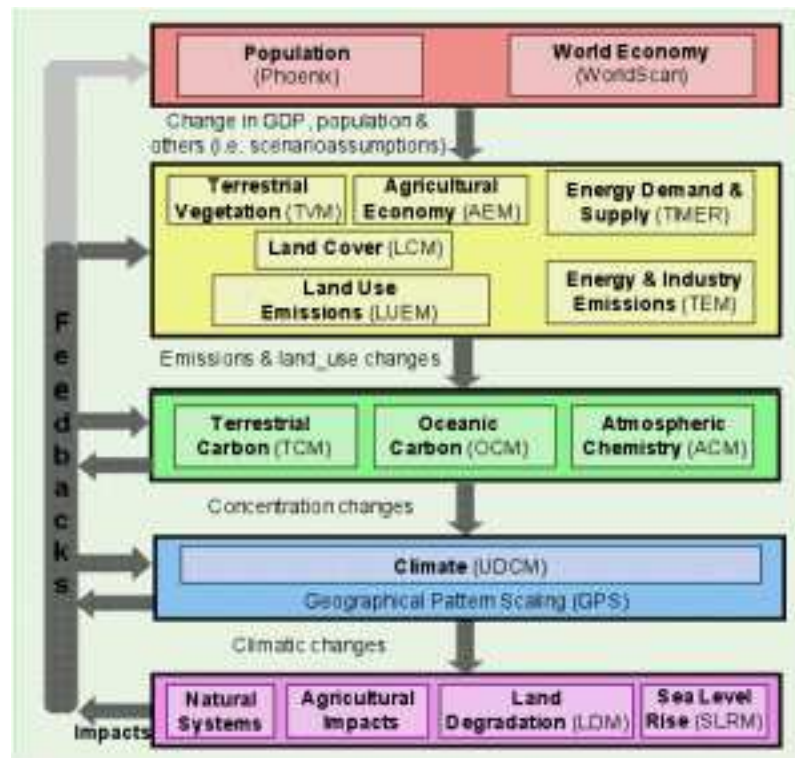 Population
(Phoenix)
World Economy
(WorldScan)
Change in GDP, population &
others (i.e. scenarioassumptions)
Terrestrial
Vegetation (TVM)
Agricultural
Economy (AEM)
Energy Demand &
Supply (TIMER)
Land Cover (LCM)
Land Use
Emissions (LUEM)
Energy & Industry
Emissions (TEM)
Feedbacks
Emissions & land_use changes
Terrestrial
Carbon (TCM)
Oceanic
Carbon (OCM)
Atmospheric
Chemistry (ACM)
Concentration changes
Climate (UDCM)
Geographical Pattern Scaling (GPS)
Climatic changes
Natural
Systems
Agricultural
Impacts
Land
Degradation (LDM)
Sea Level
Rise (SLRM)
Impacts